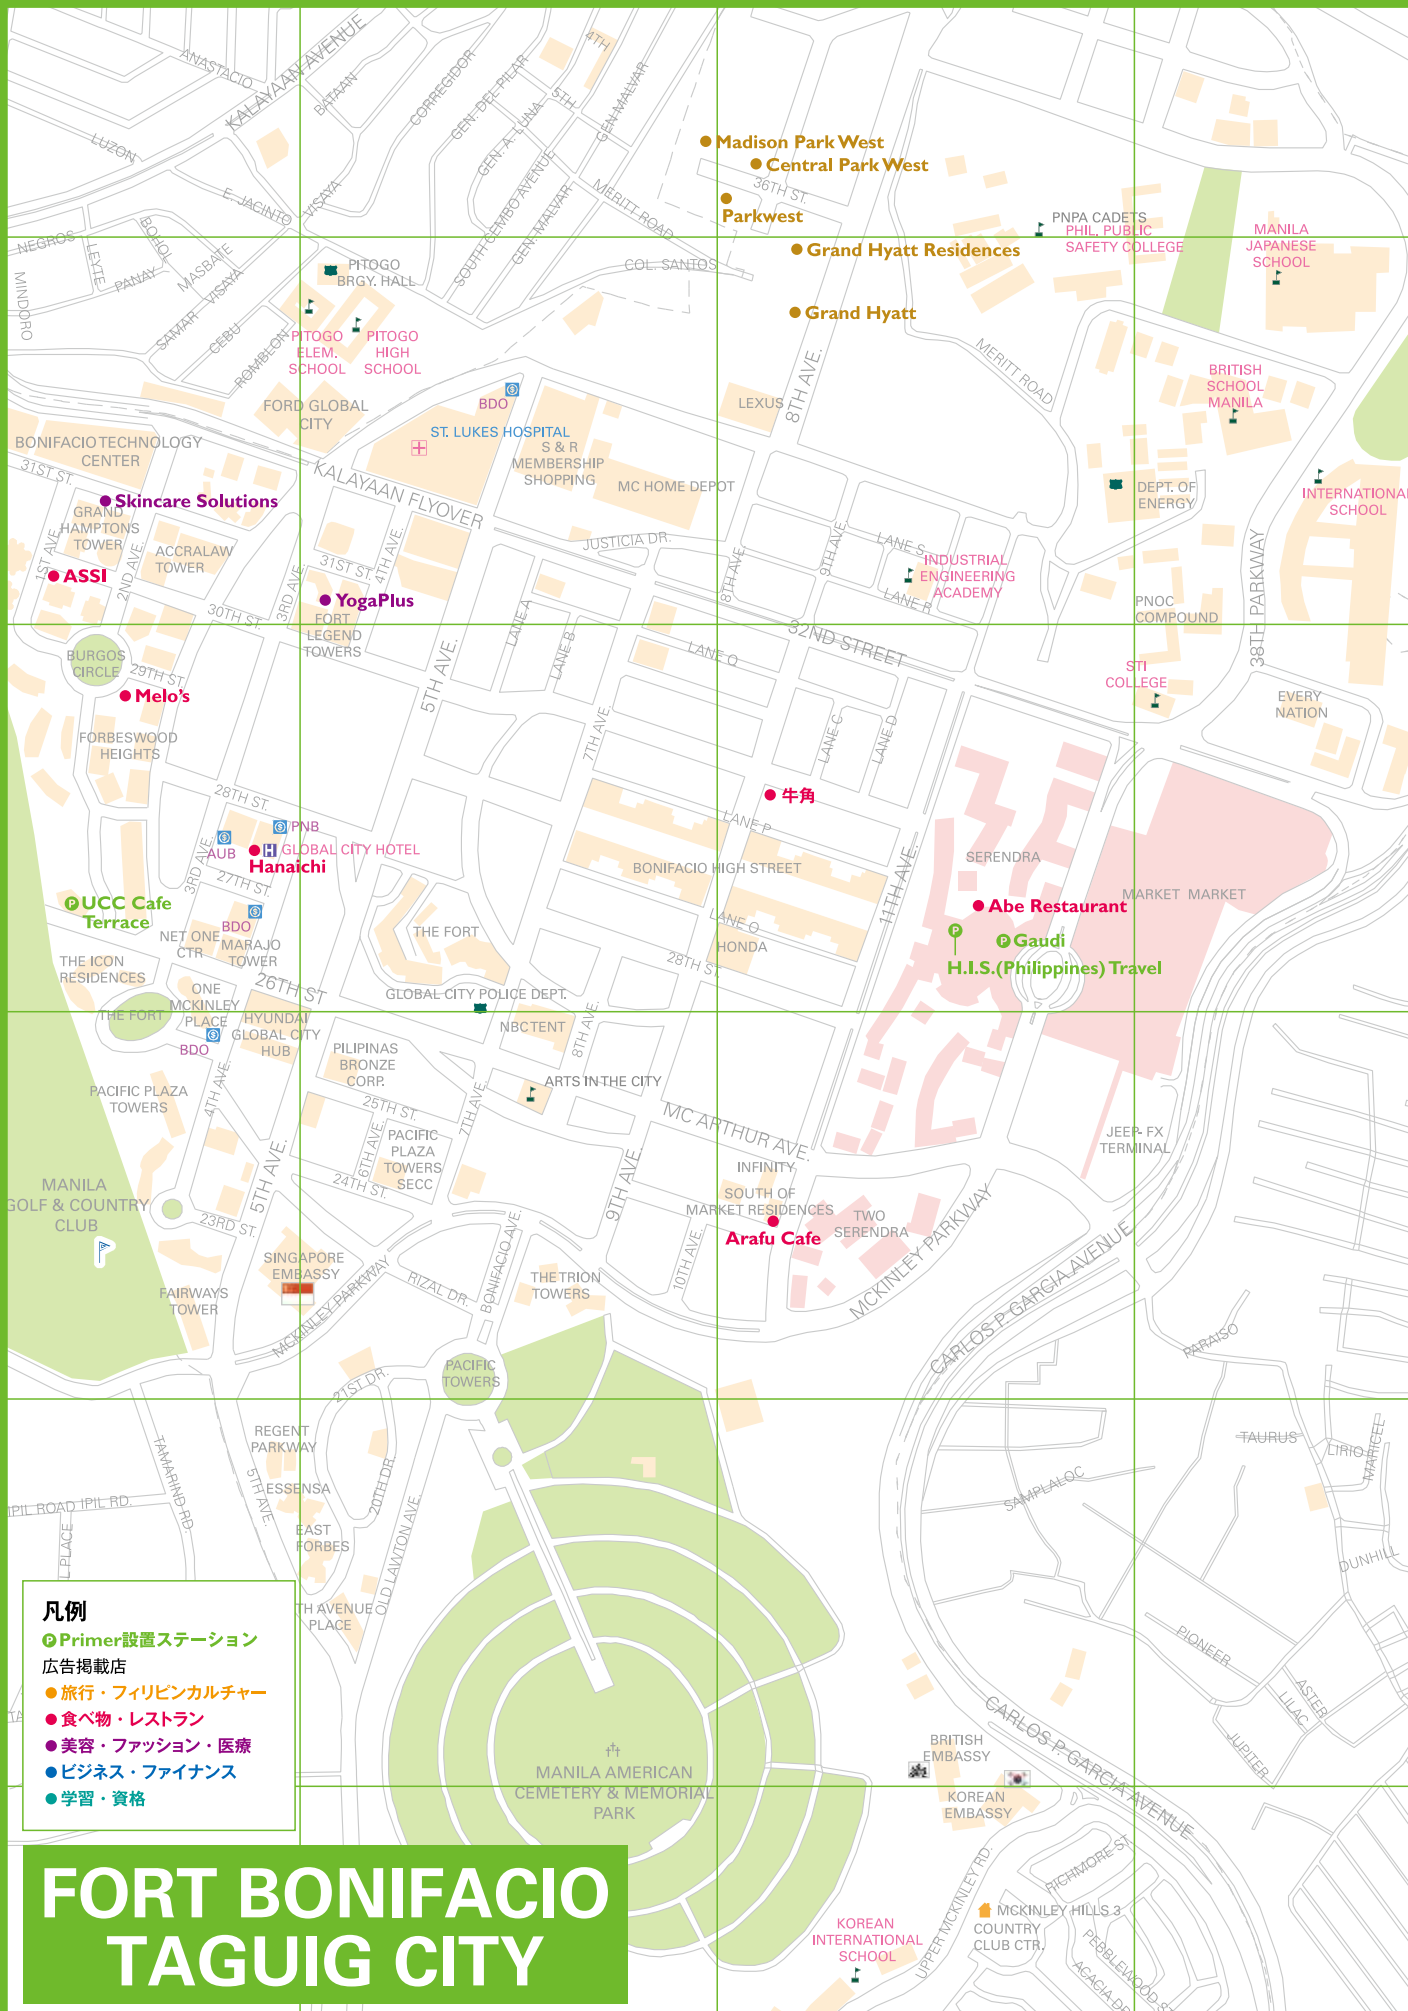 ANASTACIO
KALAYAAN AVENUE
BATAAN
CORREGIDOR
GEN. DEL PILAR
4TH
5TH
GEN. A. LUNA
GEN MALVAR
LUZON
Madison Park West
Central Park West
36TH ST.
Parkwest
E. JACINTO
VISAYA
SOUTH CEMBO AVENUE
GEN. MALVAR
MERITT ROAD
PNPA CADETS
PHIL. PUBLIC
SAFETY COLLEGE
MANILA
JAPANESE
SCHOOL
NEGROS
LEYTE
BOHOL
PANAY
MASBATE
VISAYA
MINDORO
SAMAR
CEBU
ROMBLON
PITOGO
BRGY. HALL
COL. SANTOS
Grand Hyatt Residences
Grand Hyatt
PITOGO
ELEM.
SCHOOL
PITOGO
HIGH
SCHOOL
MERITT ROAD
8TH AVE.
BRITISH
SCHOOL
MANILA
FORD GLOBAL
CITY
BDO
ST. LUKES HOSPITAL
LEXUS
BONIFACIO TECHNOLOGY
CENTER
S & R
MEMBERSHIP
SHOPPING
MC HOME DEPOT
31ST ST.
KALAYAAN FLYOVER
Skincare Solutions
GRAND
HAMPTONS
TOWER
DEPT. OF
ENERGY
INTERNATIONAL
SCHOOL
ACCRALAW
TOWER
1ST AVE.
2ND AVE.
3RD AVE.
4TH AVE.
31ST ST.
JUSTICIA DR.
8TH AVE.
9TH AVE.
LANE S
LANE R
INDUSTRIAL
ENGINEERING
ACADEMY
38TH PARKWAY
ASSI
YogaPlus
30TH ST.
FORT
LEGEND
TOWERS
LANE A
LANE B
PNOC
COMPOUND
32ND STREET
BURGOS
CIRCLE
29TH ST.
Melo's
5TH AVE.
LANE O
STI
COLLEGE
EVERY
NATION
FORBESWOOD
HEIGHTS
7TH AVE.
LANE C
LANE D
28TH ST.
牛角
LANE P
PNB
AUB
GLOBAL CITY HOTEL
Hanaichi
3RD AVE.
27TH ST.
BONIFACIO HIGH STREET
11TH AVE.
SERENDRA
MARKET MARKET
UCC Cafe
Terrace
BDO
Abe Restaurant
NET ONE
CTR
MARAJO
TOWER
THE FORT
LANE Q
HONDA
28TH ST.
Gaudi
H.I.S.(Philippines) Travel
THE ICON
RESIDENCES
26TH ST
ONE
MCKINLEY
PLACE
THE FORT
GLOBAL CITY POLICE DEPT.
HYUNDAI
GLOBAL CITY
HUB
BDO
NBC TENT
8TH AVE.
PILIPINAS
BRONZE
CORP.
PACIFIC PLAZA
TOWERS
4TH AVE.
25TH ST.
7TH AVE.
ARTS IN THE CITY
MC ARTHUR AVE.
JEEP- FX
TERMINAL
6TH AVE.
PACIFIC
PLAZA
TOWERS
SECC
24TH ST.
5TH AVE.
9TH AVE.
INFINITY
SOUTH OF
MARKET RESIDENCES
MANILA
GOLF & COUNTRY
CLUB
23RD ST.
Arafu Cafe
TWO
SERENDRA
MCKINLEY PARKWAY
SINGAPORE
EMBASSY
BONIFACIO AVE.
10TH AVE.
MCKINLEY PARKWAY
RIZAL DR.
THE TRION
TOWERS
FAIRWAYS
TOWER
CARLOS P. GARCIA AVENUE
PARAISO
PACIFIC
TOWERS
21ST DR.
REGENT
PARKWAY
TAMARIND RD.
5TH AVE.
ESSENSA
20TH DR.
OLD LAWTON AVE.
TAURUS
LIRIO
MARICEL
SAMPLALOC
IPIL ROAD IPIL RD.
L PLACE
EAST
FORBES
DUNHILL
TH AVENUE
PLACE
凡例
P Primer設置ステーション
広告掲載店
旅行・フィリピンカルチャー
食べ物・レストラン
美容・ファッション・医療
ビジネス・ファイナンス
学習・資格
PIONEER
ASTER
LILAC
JUPITER
CARLOS P. GARCIA AVENUE
BRITISH
EMBASSY
KOREAN
EMBASSY
MANILA AMERICAN
CEMETERY & MEMORIAL
PARK
RICHMORE ST
UPPER MCKINLEY RD.
MCKINLEY HILLS 3
COUNTRY
CLUB CTR.
PEBBLEWOOD ST
ACACIA DR
KOREAN
INTERNATIONAL
SCHOOL
FORT BONIFACIO
TAGUIG CITY